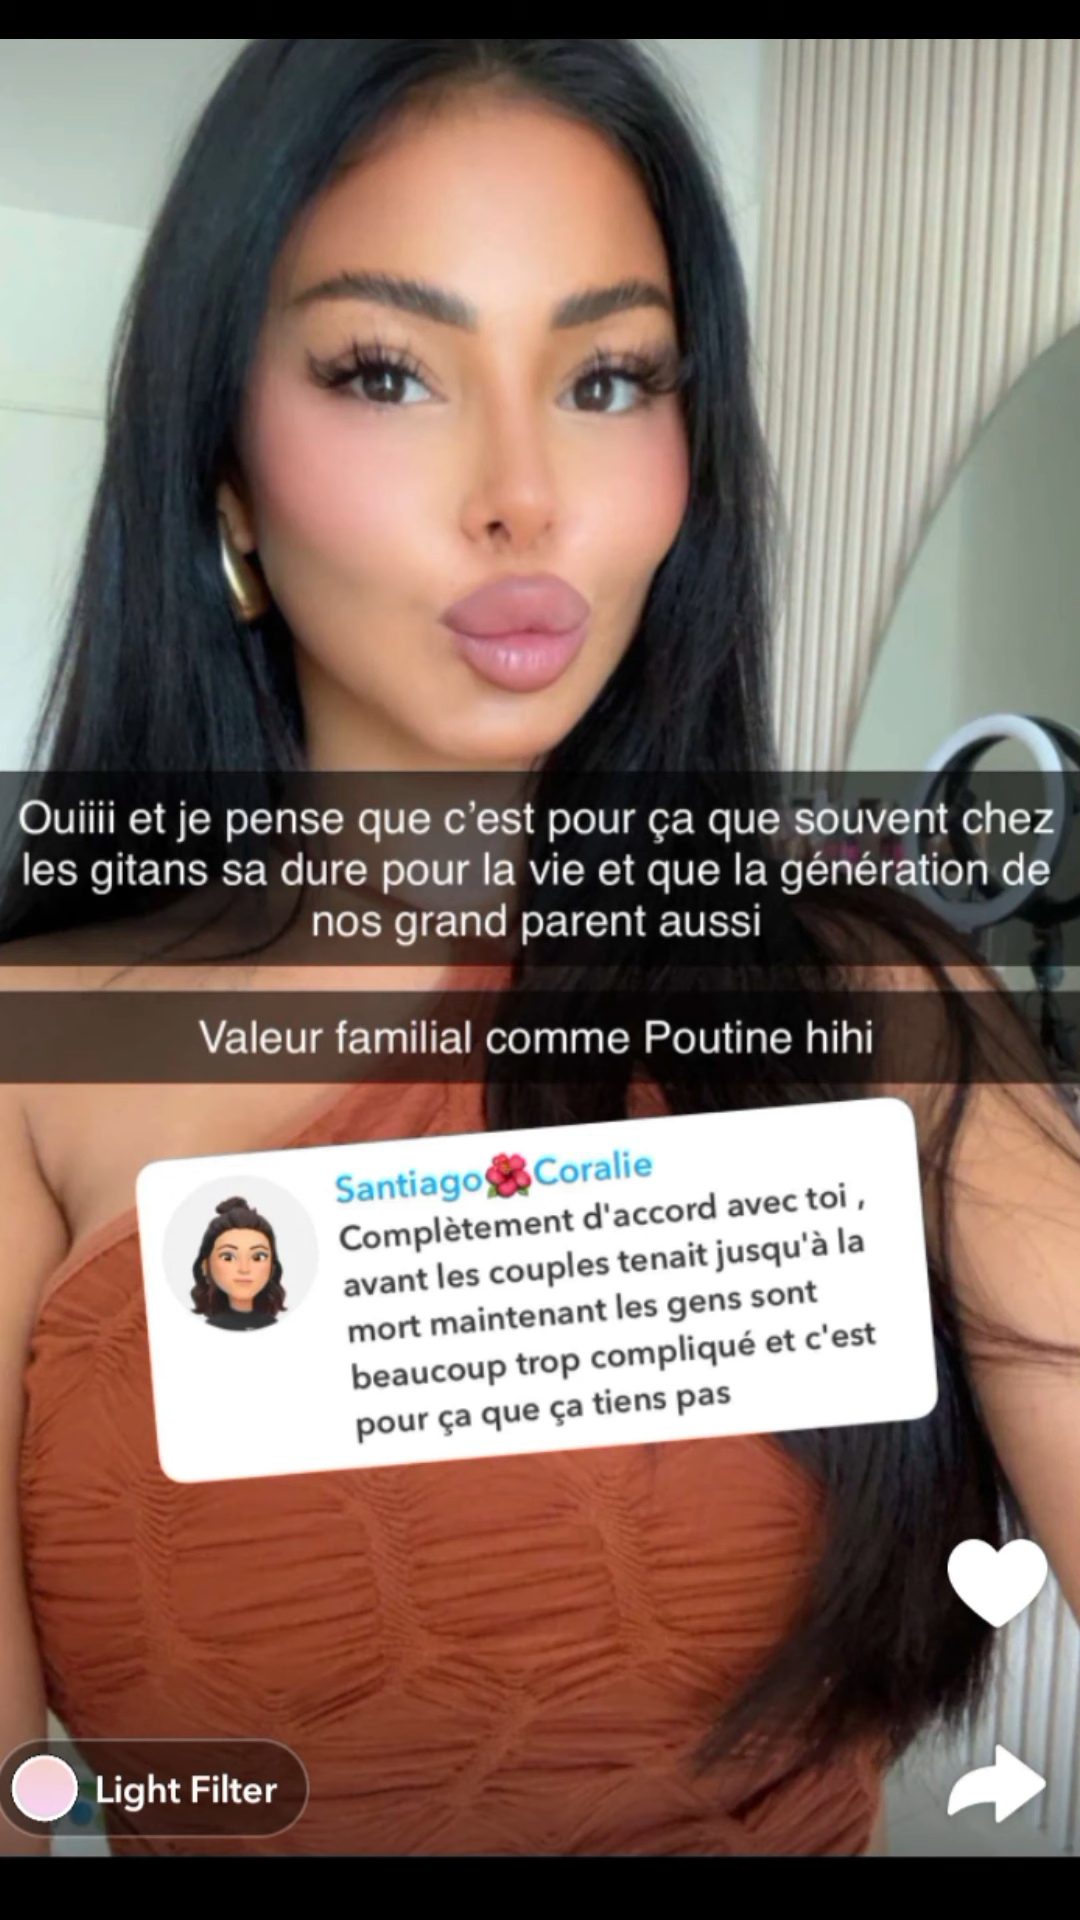 Ouiiii et je pense que c’est pour ça que souvent chez
les gitans sa dure pour la vie et que la génération de
nos grand parent aussi
Valeur familial comme Poutine hihi
Santiago🌺Coralie
Complètement d'accord avec toi ,
avant les couples tenait jusqu'à la
mort maintenant les gens sont
beaucoup trop compliqué et c'est
pour ça que ça tiens pas
Light Filter